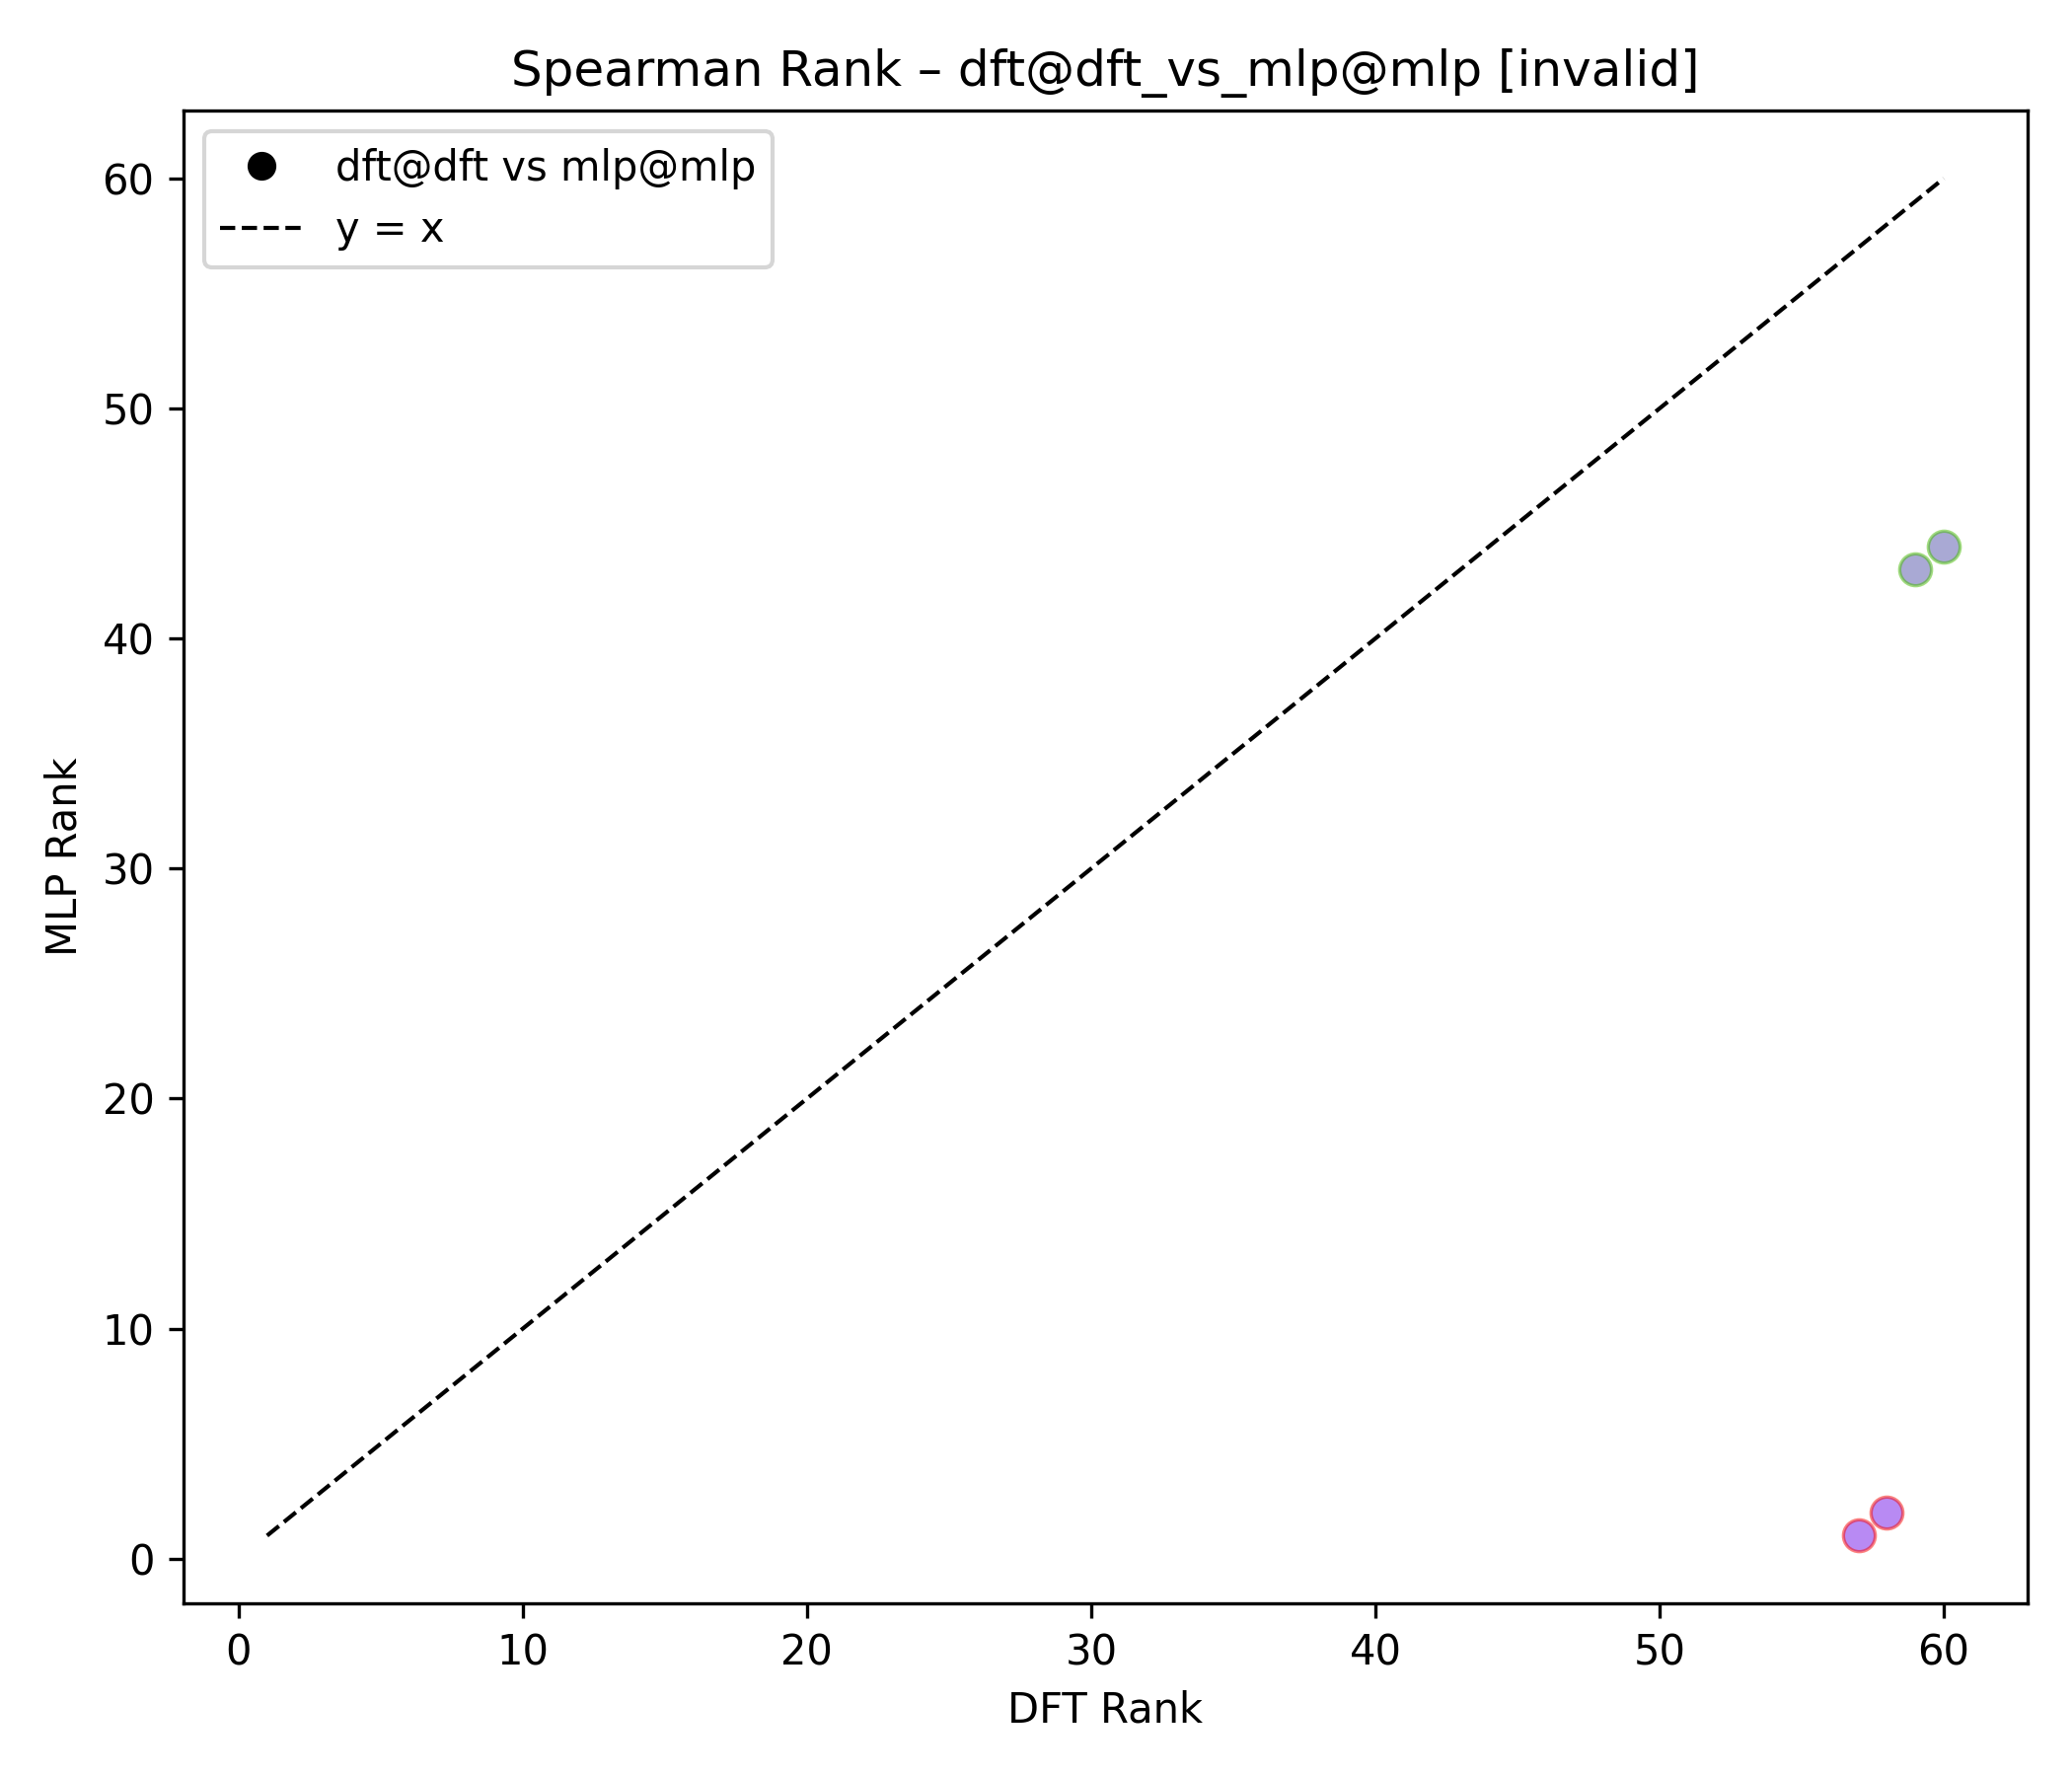 Spearman Rank – dft@dft_vs_mlp@mlp [invalid]
dft@dft vs mlp@mlp
y = x
60
50
40
30
20
10
0
MLP Rank
0 10 20 30 40 50 60
DFT Rank